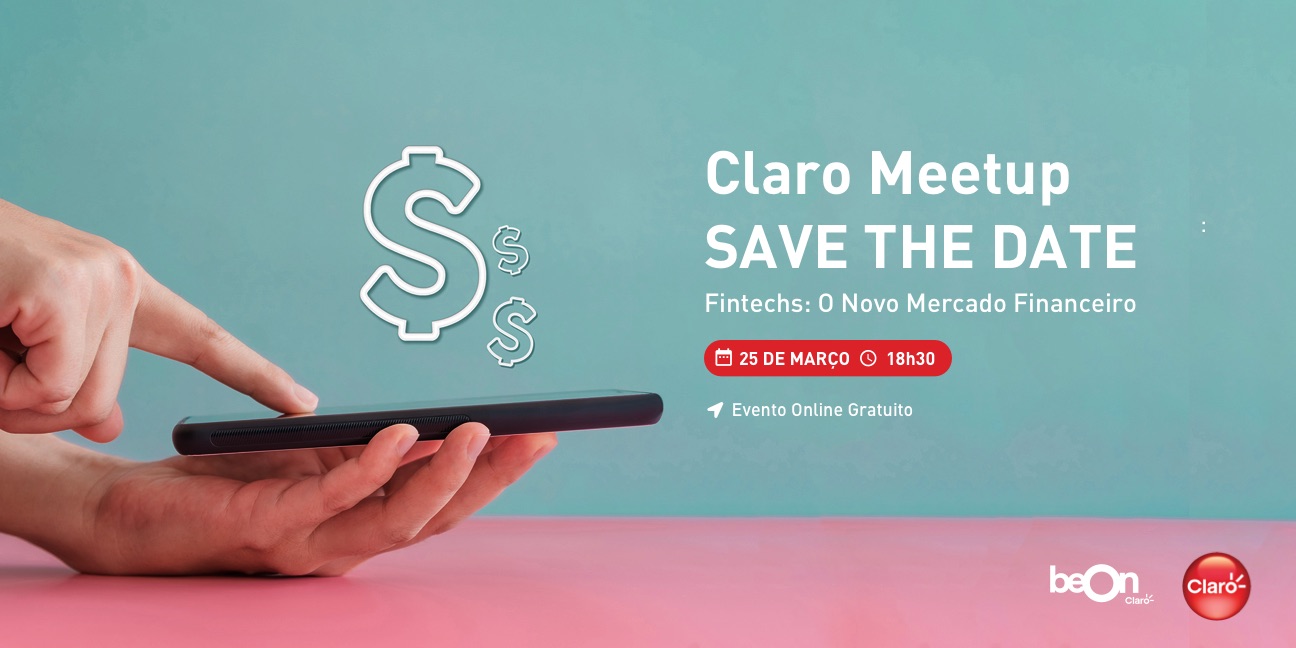 Claro Meetup
SAVE THE DATE
:
Fintechs: O Novo Mercado Financeiro
25 DE MARÇO 18h30
Evento Online Gratuito
beOn
Claro
Claro